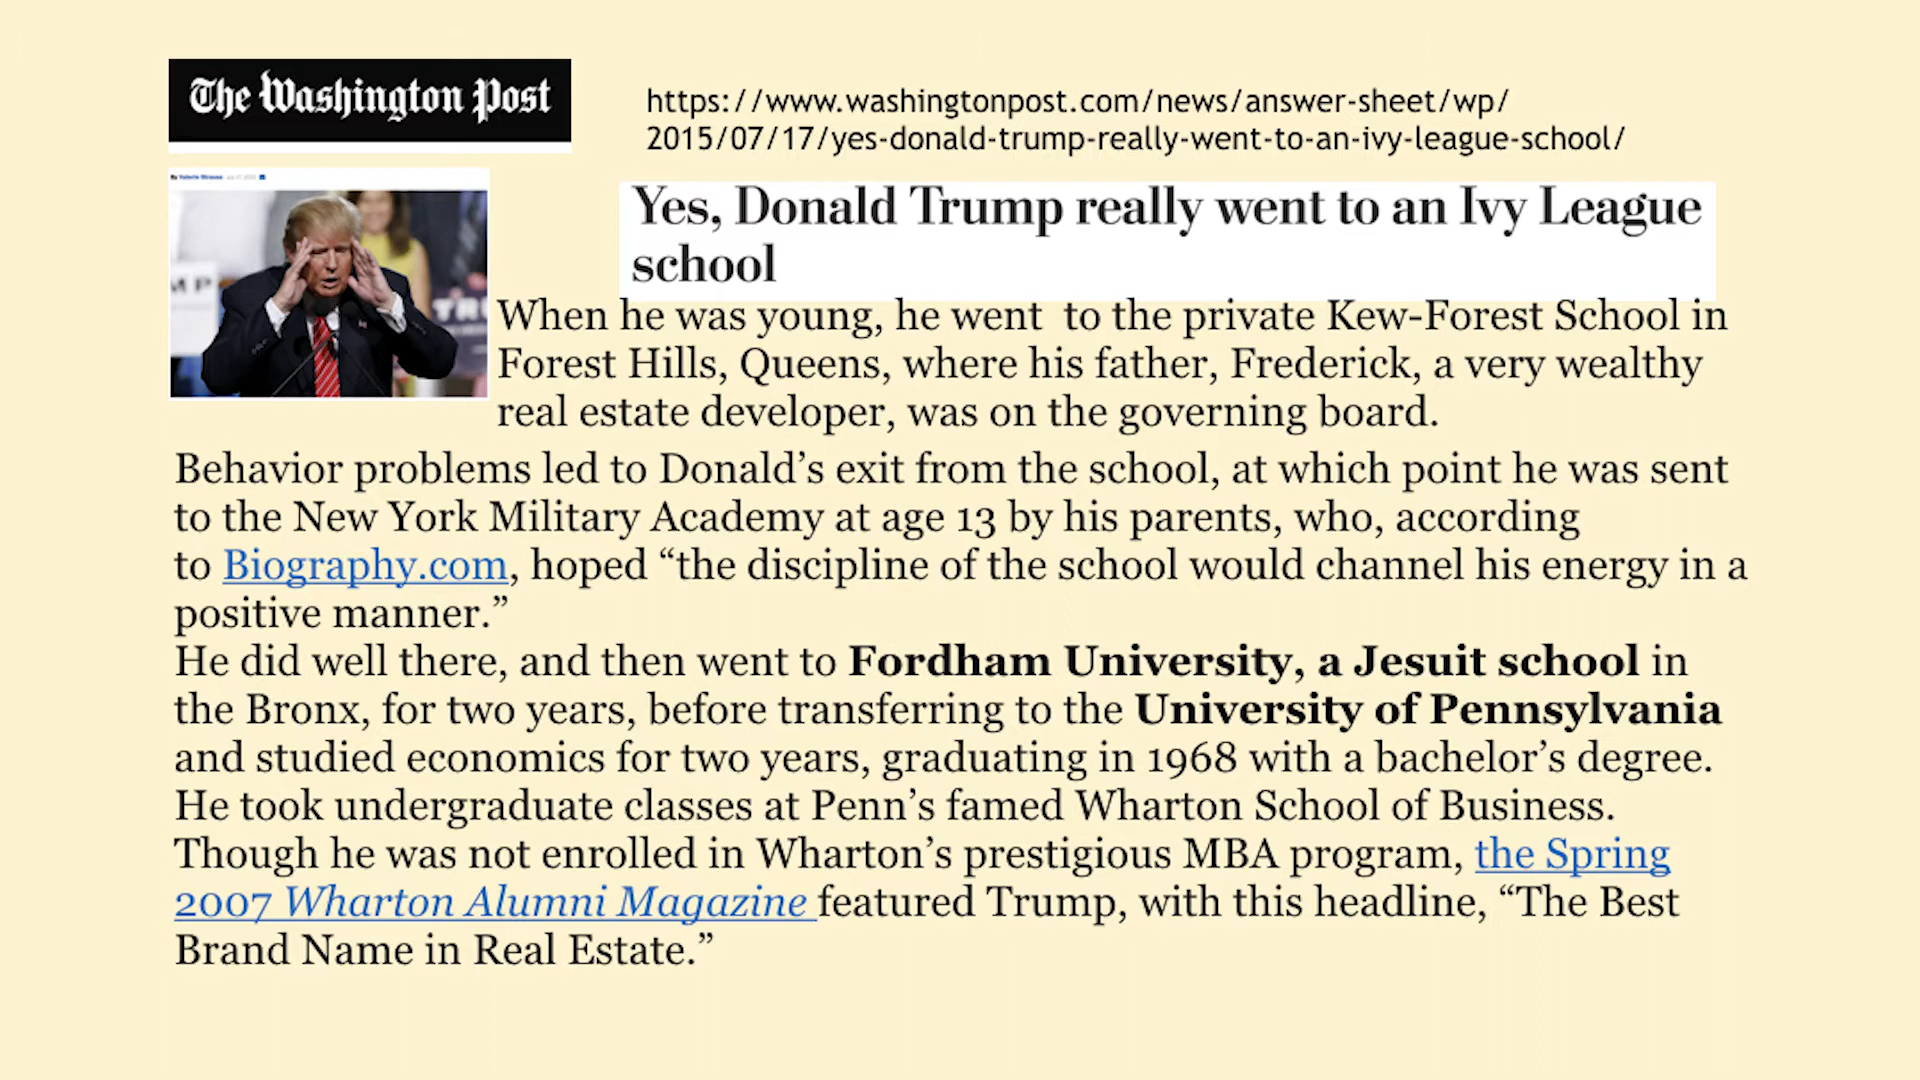 The Washington Post
https://www.washingtonpost.com/news/answer-sheet/wp/
2015/07/17/yes-donald-trump-really-went-to-an-ivy-league-school/
By Valerie Strauss
Yes, Donald Trump really went to an Ivy League
school
When he was young, he went  to the private Kew-Forest School in
Forest Hills, Queens, where his father, Frederick, a very wealthy
real estate developer, was on the governing board.
Behavior problems led to Donald’s exit from the school, at which point he was sent
to the New York Military Academy at age 13 by his parents, who, according
to Biography.com, hoped “the discipline of the school would channel his energy in a
positive manner.”
He did well there, and then went to Fordham University, a Jesuit school in
the Bronx, for two years, before transferring to the University of Pennsylvania
and studied economics for two years, graduating in 1968 with a bachelor’s degree.
He took undergraduate classes at Penn’s famed Wharton School of Business.
Though he was not enrolled in Wharton’s prestigious MBA program, the Spring
2007 Wharton Alumni Magazine featured Trump, with this headline, “The Best
Brand Name in Real Estate.”